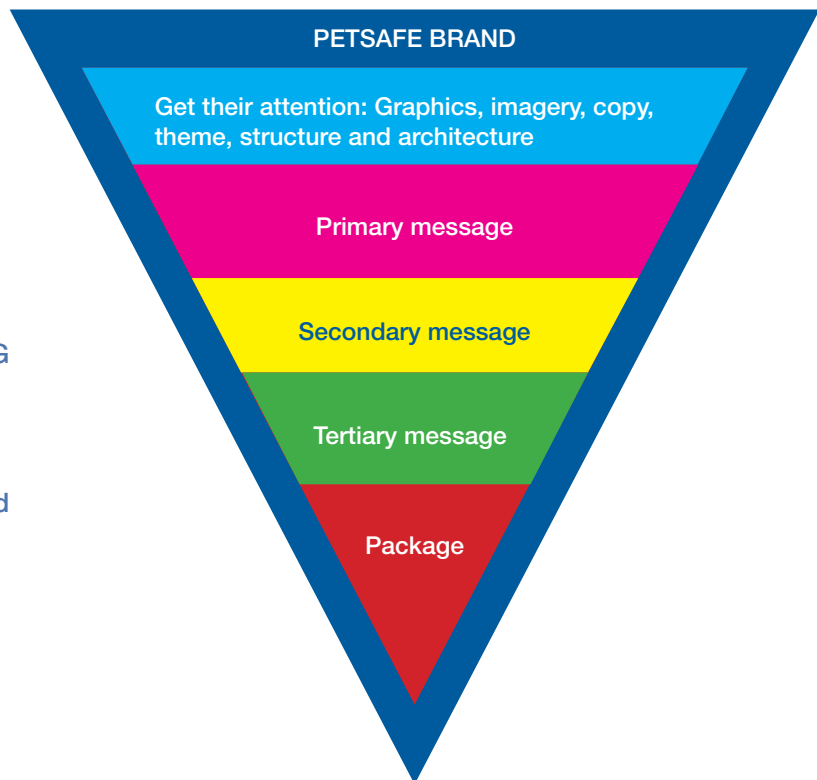 PETSAFE BRAND
Get their attention: Graphics, imagery, copy,
theme, structure and architecture
Primary message
Secondary message
G
Tertiary message
d
Package